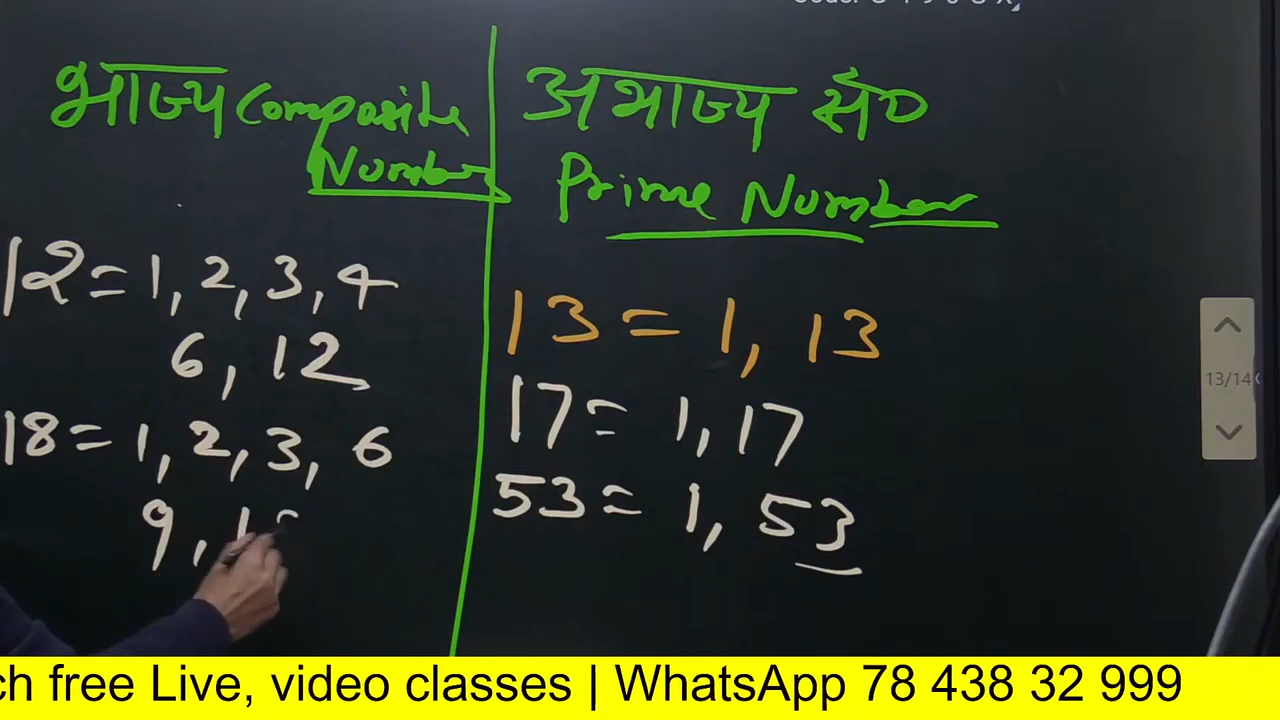 भाज्य Composite
Number
अभाज्य सं०
Prime Number
12 = 1, 2, 3, 4
6, 12
18 = 1, 2, 3, 6
9, 1
13 = 1, 13
17 = 1, 17
53 = 1, 53
13/14
ch free Live, video classes | WhatsApp 78 438 32 999